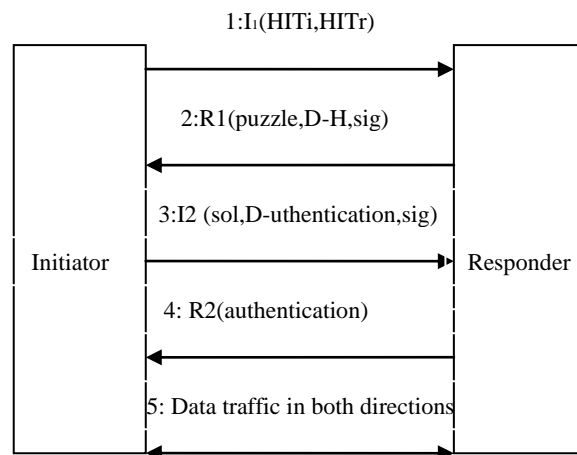 1:I₁(HITi,HITr)
2:R1(puzzle,D-H,sig)
3:I2 (sol,D-uthentication,sig)
Initiator
Responder
4: R2(authentication)
5: Data traffic in both directions